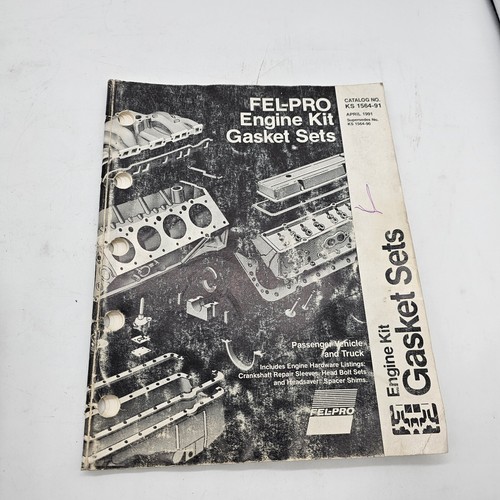 FEL-PRO
Engine Kit
Gasket Sets
CATALOG NO.
KS 1564-91
APRIL 1991
Supersedes No.
KS 1564-90
Passenger Vehicle
and Truck
Includes Engine Hardware Listings:
Crankshaft Repair Sleeves, Head Bolt Sets
and Headsaver Spacer Shims.
FEL-PRO
Engine Kit
Gasket Sets